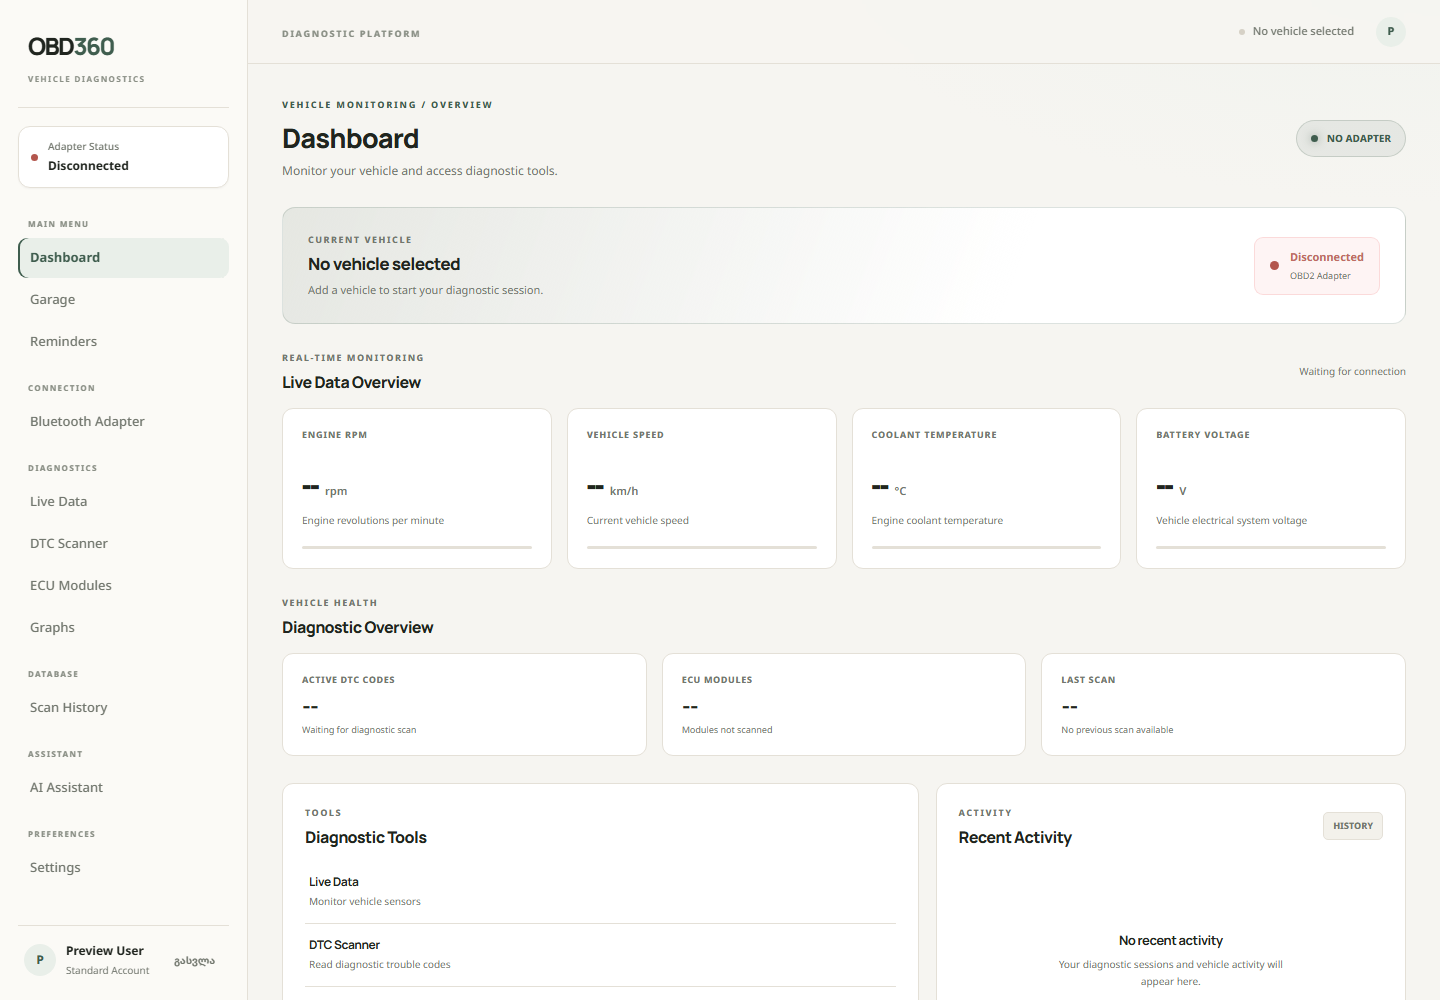 OBD360
VEHICLE DIAGNOSTICS
Adapter Status
Disconnected
MAIN MENU
Dashboard
Garage
Reminders
CONNECTION
Bluetooth Adapter
DIAGNOSTICS
Live Data
DTC Scanner
ECU Modules
Graphs
DATABASE
Scan History
ASSISTANT
AI Assistant
PREFERENCES
Settings
P
Preview User
Standard Account
გასვლა
DIAGNOSTIC PLATFORM
No vehicle selected
P
VEHICLE MONITORING / OVERVIEW
Dashboard
Monitor your vehicle and access diagnostic tools.
NO ADAPTER
CURRENT VEHICLE
No vehicle selected
Add a vehicle to start your diagnostic session.
Disconnected
OBD2 Adapter
REAL-TIME MONITORING
Live Data Overview
Waiting for connection
ENGINE RPM
-- rpm
Engine revolutions per minute
VEHICLE SPEED
-- km/h
Current vehicle speed
COOLANT TEMPERATURE
-- °C
Engine coolant temperature
BATTERY VOLTAGE
-- V
Vehicle electrical system voltage
VEHICLE HEALTH
Diagnostic Overview
ACTIVE DTC CODES
--
Waiting for diagnostic scan
ECU MODULES
--
Modules not scanned
LAST SCAN
--
No previous scan available
TOOLS
Diagnostic Tools
Live Data
Monitor vehicle sensors
DTC Scanner
Read diagnostic trouble codes
ACTIVITY
Recent Activity
HISTORY
No recent activity
Your diagnostic sessions and vehicle activity will
appear here.